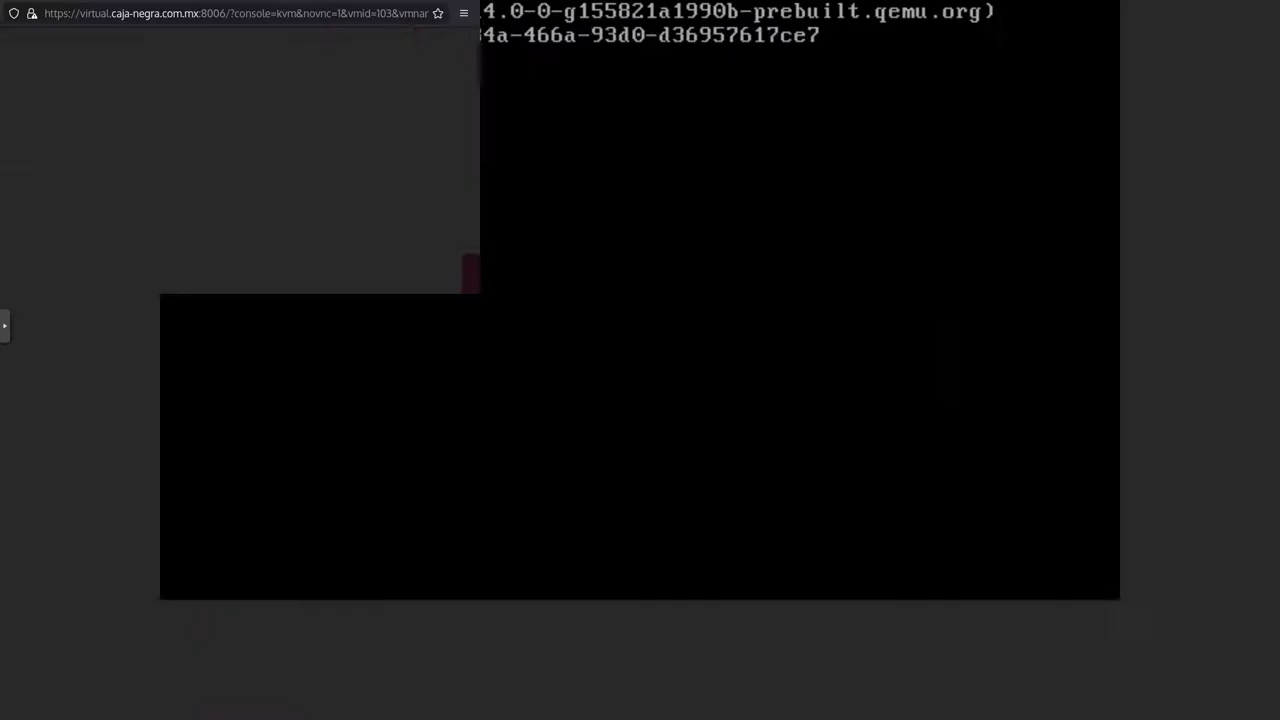 https://virtual.caja-negra.com.mx:8006/?console=kvm&novnc=1&vmid=103&vmnar
4.0-0-g155821a1990b-prebuilt.qemu.org)
4a-466a-93d0-d36957617ce7